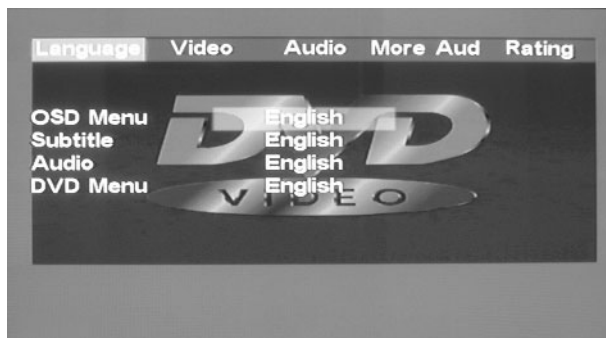 Language Video Audio More Aud Rating
OSD Menu English
Subtitle English
Audio English
DVD Menu English
DVD
VIDEO